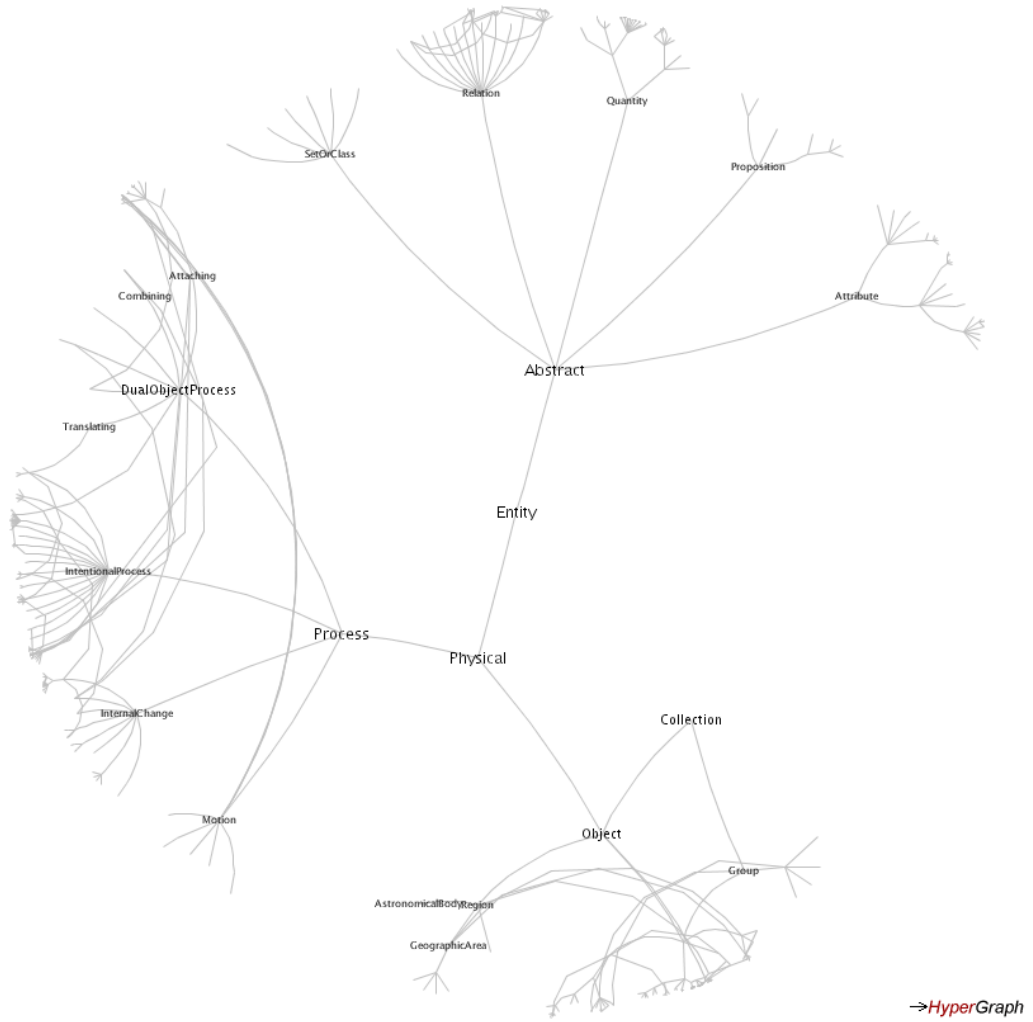 Relation
Quantity
SetOrClass
Proposition
Attaching
Combining
Attribute
Abstract
DualObjectProcess
Translating
Entity
IntentionalProcess
Process
Physical
InternalChange
Collection
Motion
Object
Group
AstronomicalBody
Region
GeographicArea
HyperGraph